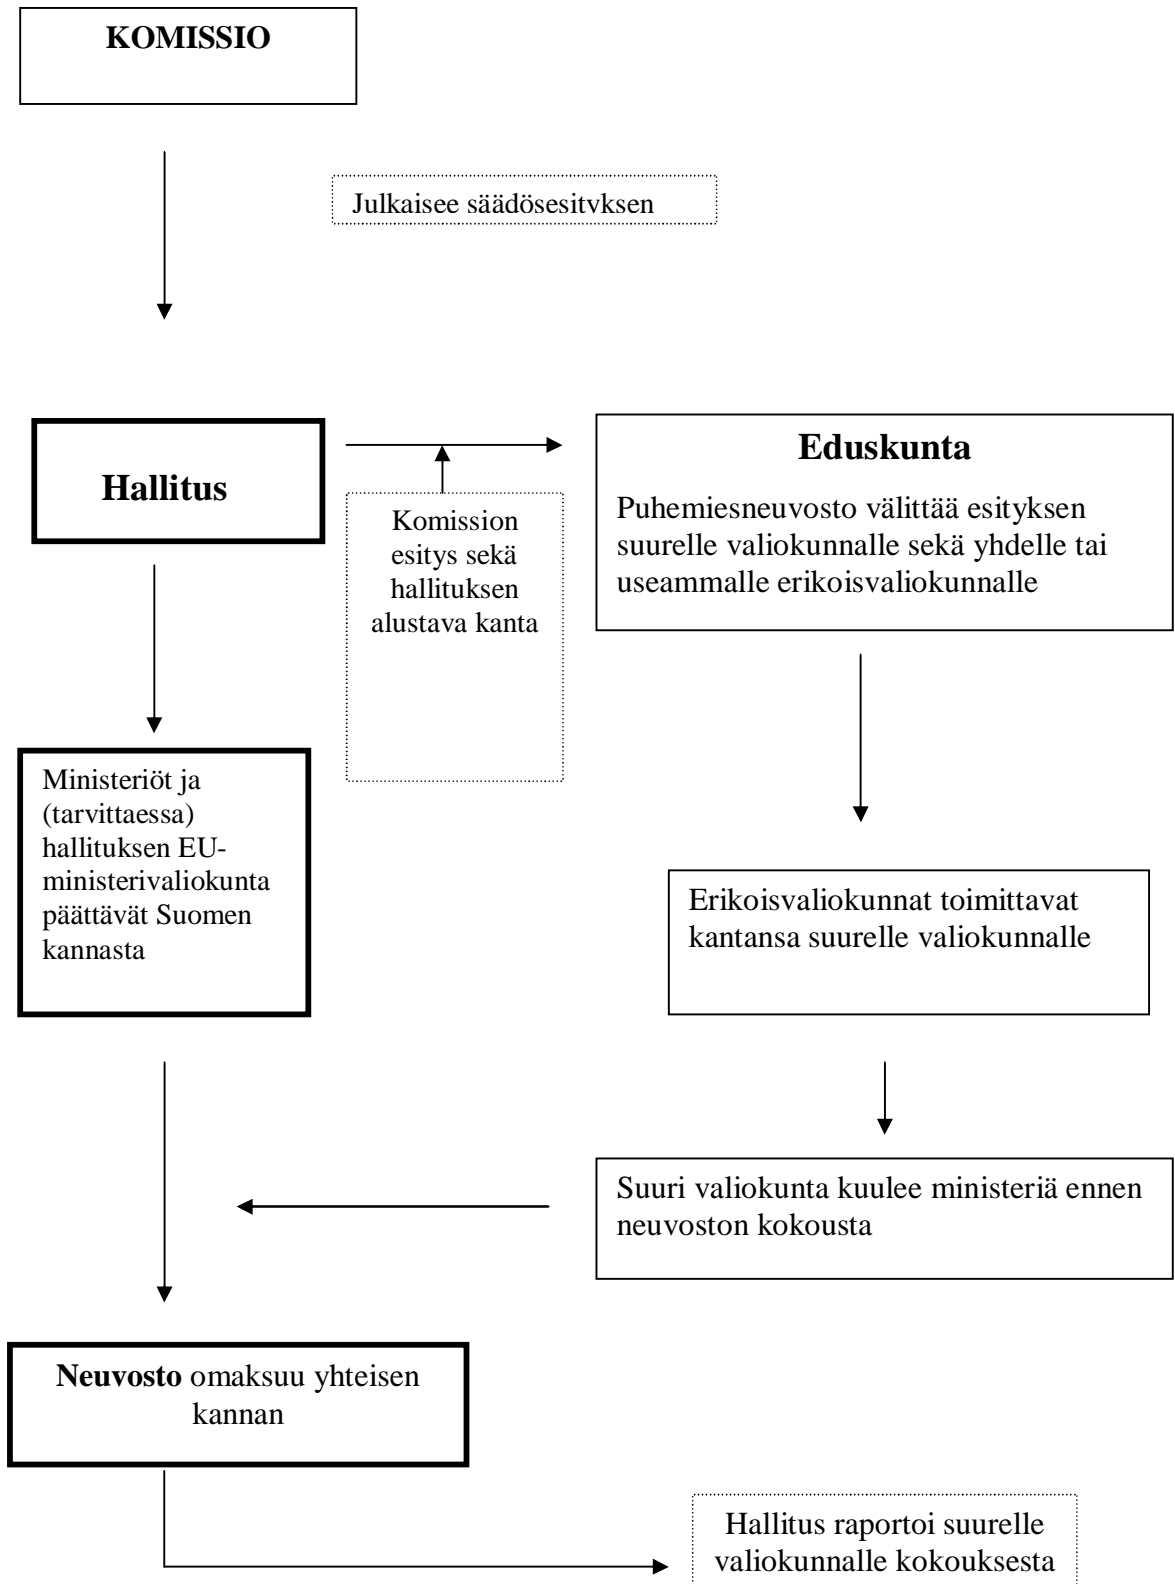 KOMISSIO
Julkaisee säädösesityksen
Hallitus
Komission
esitys sekä
hallituksen
alustava kanta
Eduskunta
Puhemiesneuvosto välittää esityksen
suurelle valiokunnalle sekä yhdelle tai
useammalle erikoisvaliokunnalle
Ministeriöt ja
(tarvittaessa)
hallituksen EU-
ministerivaliokunta
päättävät Suomen
kannasta
Erikoisvaliokunnat toimittavat
kantansa suurelle valiokunnalle
Suuri valiokunta kuulee ministeriä ennen
neuvoston kokousta
Neuvosto omaksuu yhteisen
kannan
Hallitus raportoi suurelle
valiokunnalle kokouksesta